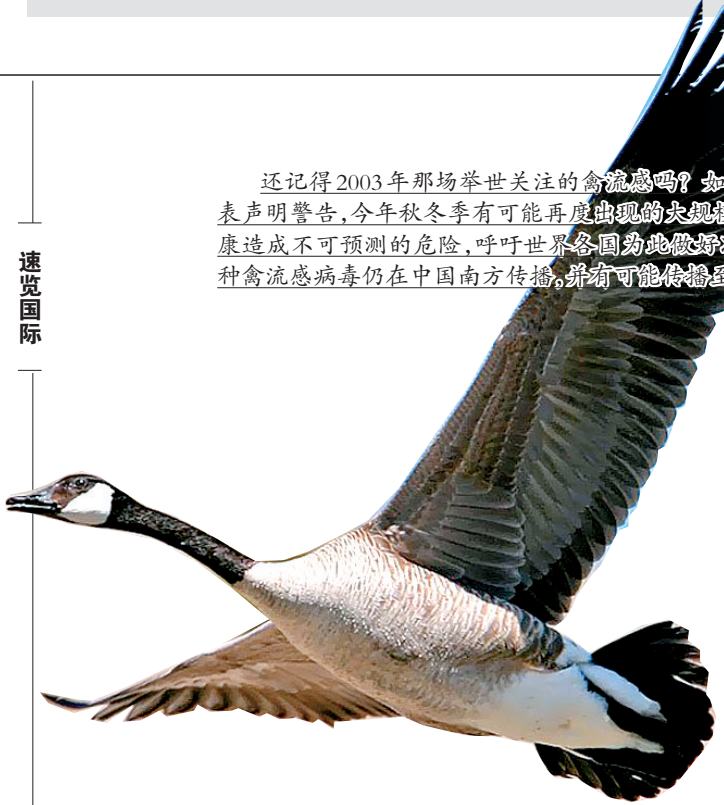 还记得2003年那场举世关注的禽流感吗？如
表声明警告，今年秋冬季有可能再度出现的大规
康造成不可预测的危险，呼吁世界各国为此做好
种禽流感病毒仍在中国南方传播，并有可能传播至
速览国际